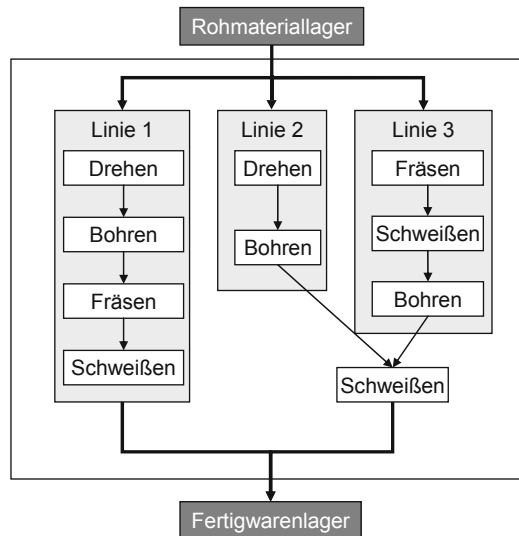 Rohmateriallager
Linie 1
Drehen
Bohren
Fräsen
Schweißen
Linie 2
Drehen
Bohren
Linie 3
Fräsen
Schweißen
Bohren
Schweißen
Fertigwarenlager